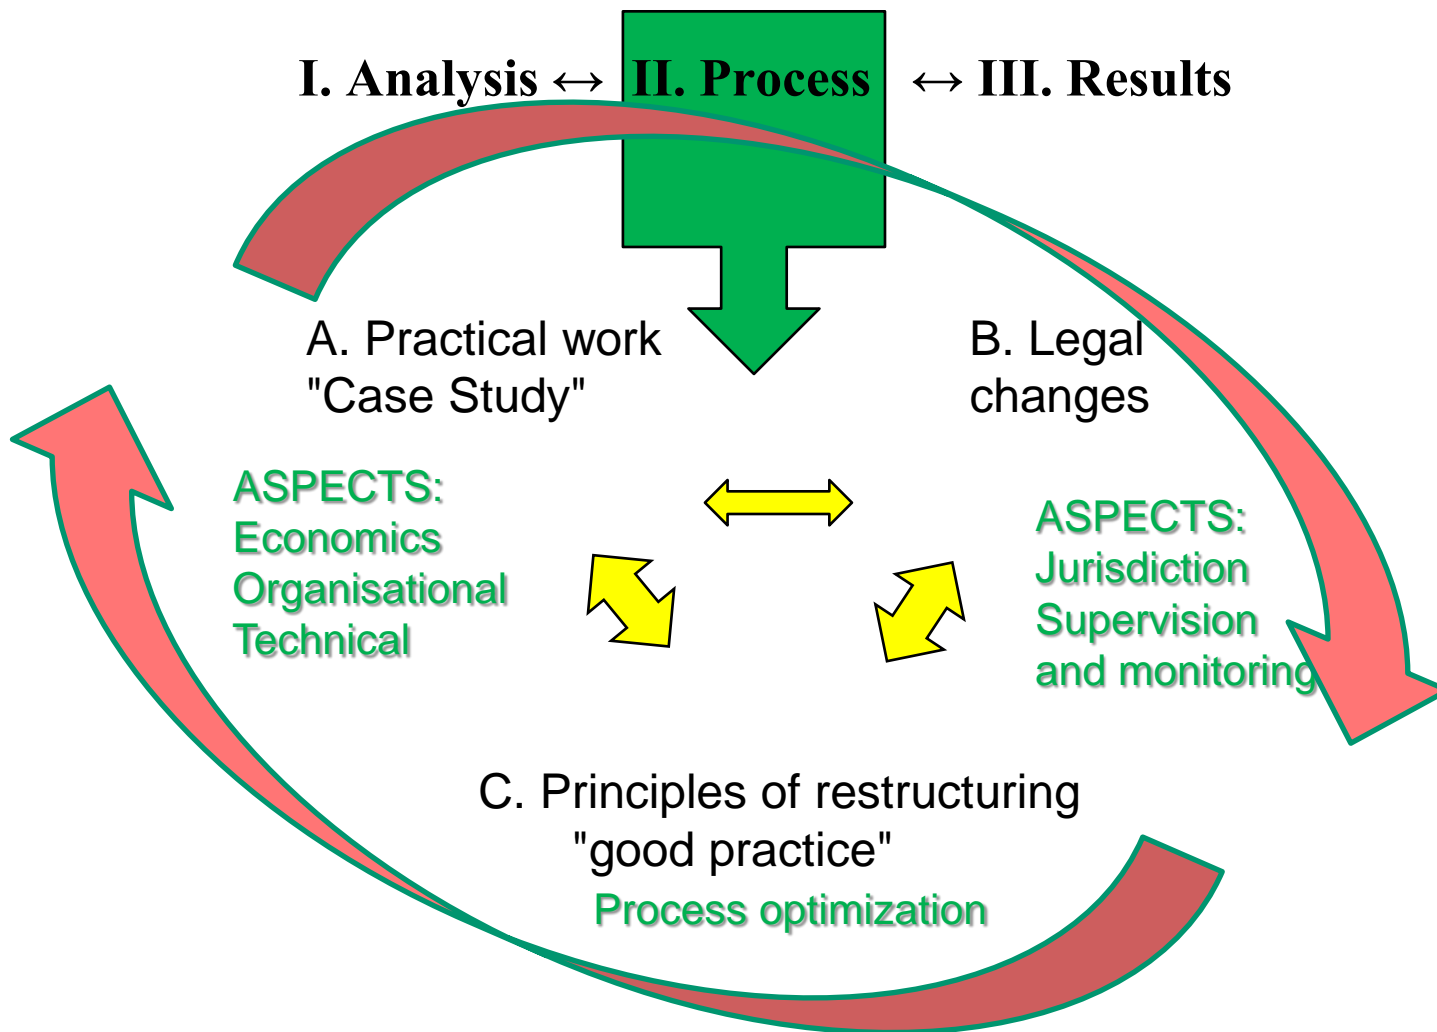 I. Analysis ↔ II. Process ↔ III. Results
A. Practical work
"Case Study"
B. Legal
changes
ASPECTS:
Economics
Organisational
Technical
ASPECTS:
Jurisdiction
Supervision
and monitoring
C. Principles of restructuring
"good practice"
Process optimization